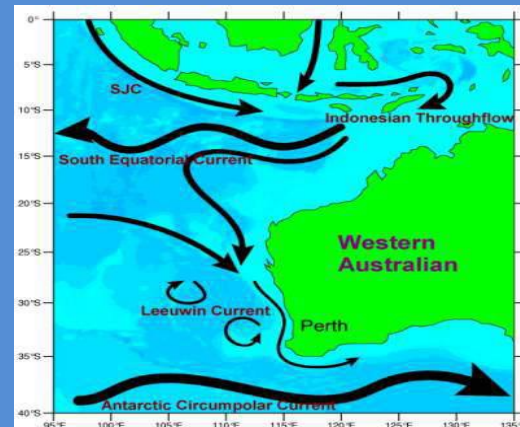 0°
5°S
SJC
10°S
Indonesian Throughflow
15°S
South Equatorial Current
20°S
Western
Australian
25°S
30°S
Leeuwin Current
Perth
35°S
Antarctic Circumpolar Current
40°S
95°E 100°E 105°E 110°E 115°E 120°E 125°E 130°E 135°E